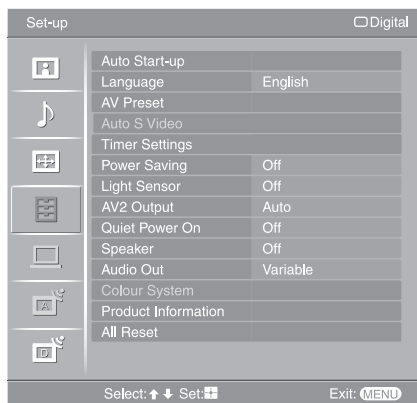 Set-up Digital
Auto Start-up
Language English
AV Preset
Auto S Video
Timer Settings
Power Saving Off
Light Sensor Off
AV2 Output Auto
Quiet Power On Off
Speaker Off
Audio Out Variable
Colour System
Product Information
All Reset
A
D
Select: Set: Exit: MENU